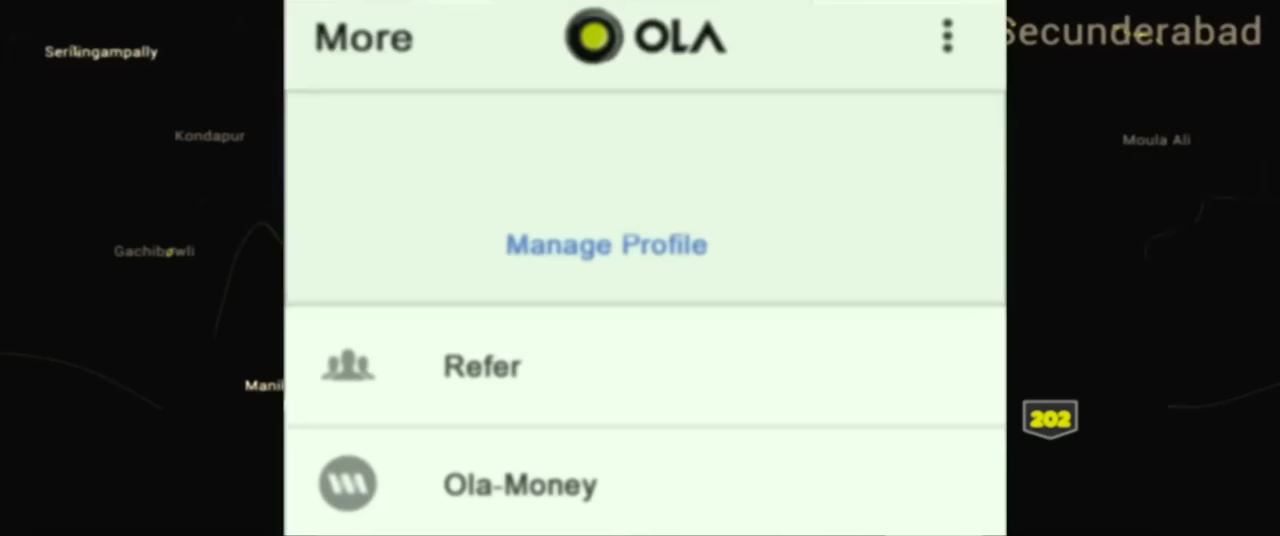 More
OLA
Secunderabad
Serilingampally
Kondapur
Moula Ali
Gachibowli
Manage Profile
Refer
202
Ola-Money